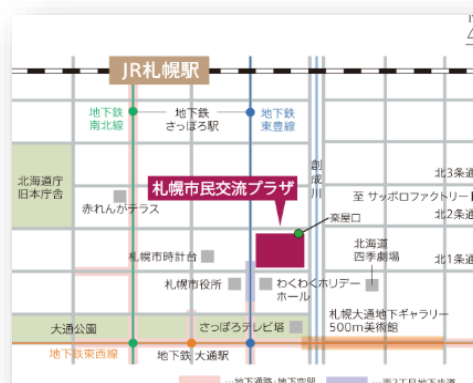 JR札幌駅
地下鉄
南北線
地下鉄
さっぽろ駅
地下鉄
東豊線
創成川
北3条通
北海道庁
旧本庁舎
札幌市民交流プラザ
至 サッポロファクトリー
赤れんがテラス
北2条通
楽屋口
北海道
四季劇場
札幌市時計台
北1条通
札幌市役所
わくわくホリデー
ホール
札幌大通地下ギャラリー
500m美術館
大通公園
さっぽろテレビ塔
地下鉄東西線
地下鉄 大通駅